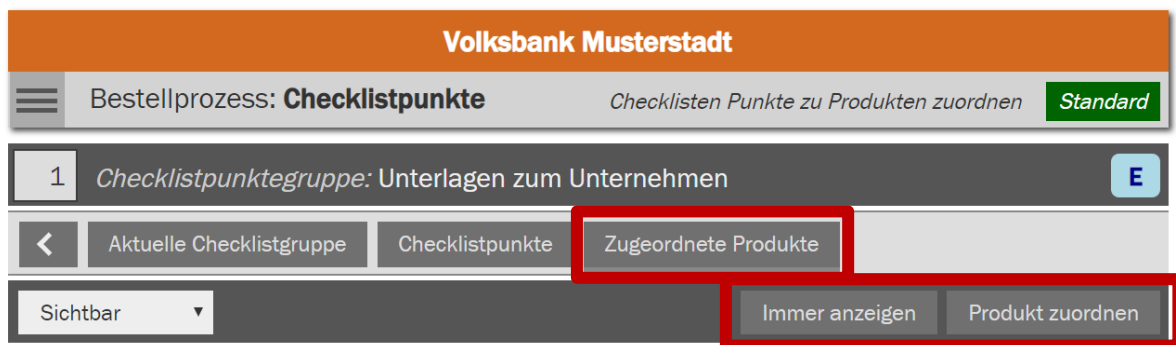 Volksbank Musterstadt
Bestellprozess: Checklistpunkte Checklisten Punkte zu Produkten zuordnen Standard
1 Checklistpunktegruppe: Unterlagen zum Unternehmen E
Aktuelle Checklistgruppe Checklistpunkte Zugeordnete Produkte
Sichtbar Immer anzeigen Produkt zuordnen